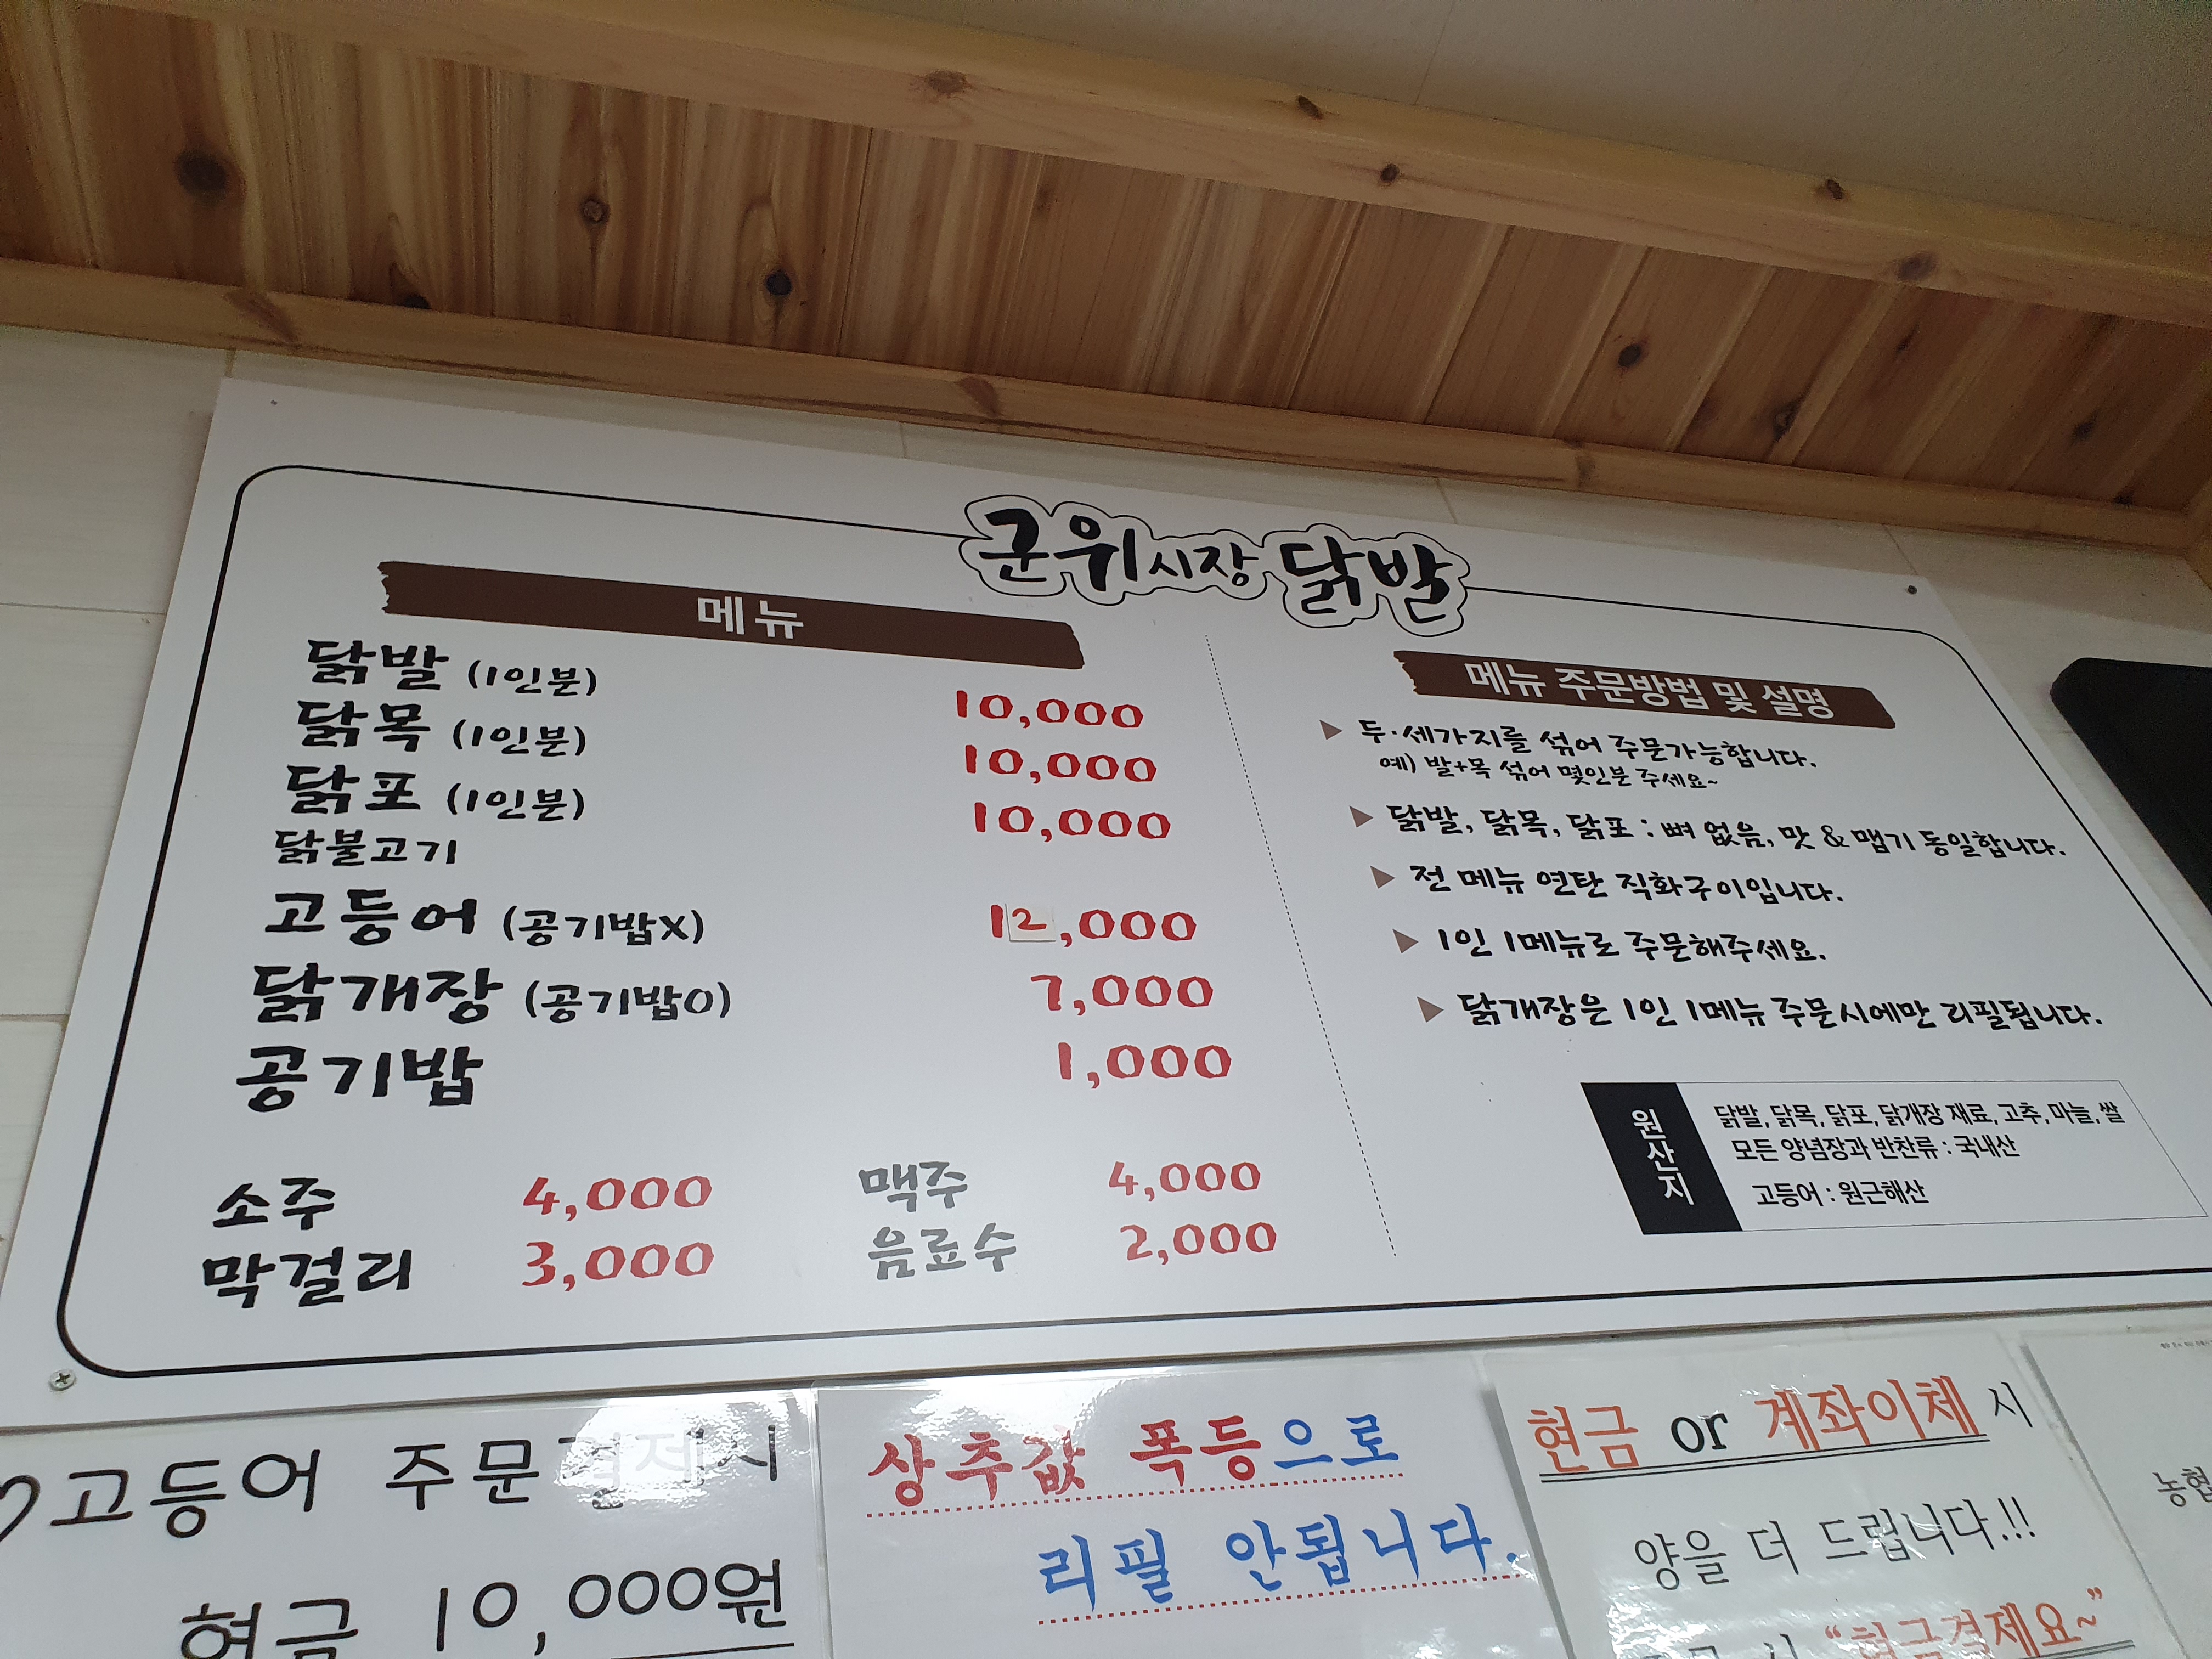 군위시장 닭발
메뉴
닭발 (1인분) 10,000
닭목 (1인분) 10,000
닭포 (1인분) 10,000
닭불고기
고등어 (공기밥X) 12,000
닭개장 (공기밥O) 7,000
공기밥 1,000
소주 4,000 맥주 4,000
막걸리 3,000 음료수 2,000
메뉴 주문방법 및 설명
▶ 두·세가지를 섞어 주문가능합니다.
예) 발+목 섞어 몇인분 주세요~
▶ 닭발, 닭목, 닭포 : 뼈 없음, 맛 & 맵기 동일합니다.
▶ 전 메뉴 연탄 직화구이입니다.
▶ 1인 1메뉴로 주문해주세요.
▶ 닭개장은 1인 1메뉴 주문시에만 리필됩니다.
원산지
닭발, 닭목, 닭포, 닭개장 재료, 고추, 마늘, 쌀
모든 양념장과 반찬류 : 국내산
고등어 : 원근해산
♡고등어 주문결제시
현금 10,000원
상추값 폭등으로
리필 안됩니다.
현금 or 계좌이체 시
양을 더 드립니다.!!!
시 "현금결제요~"
농협